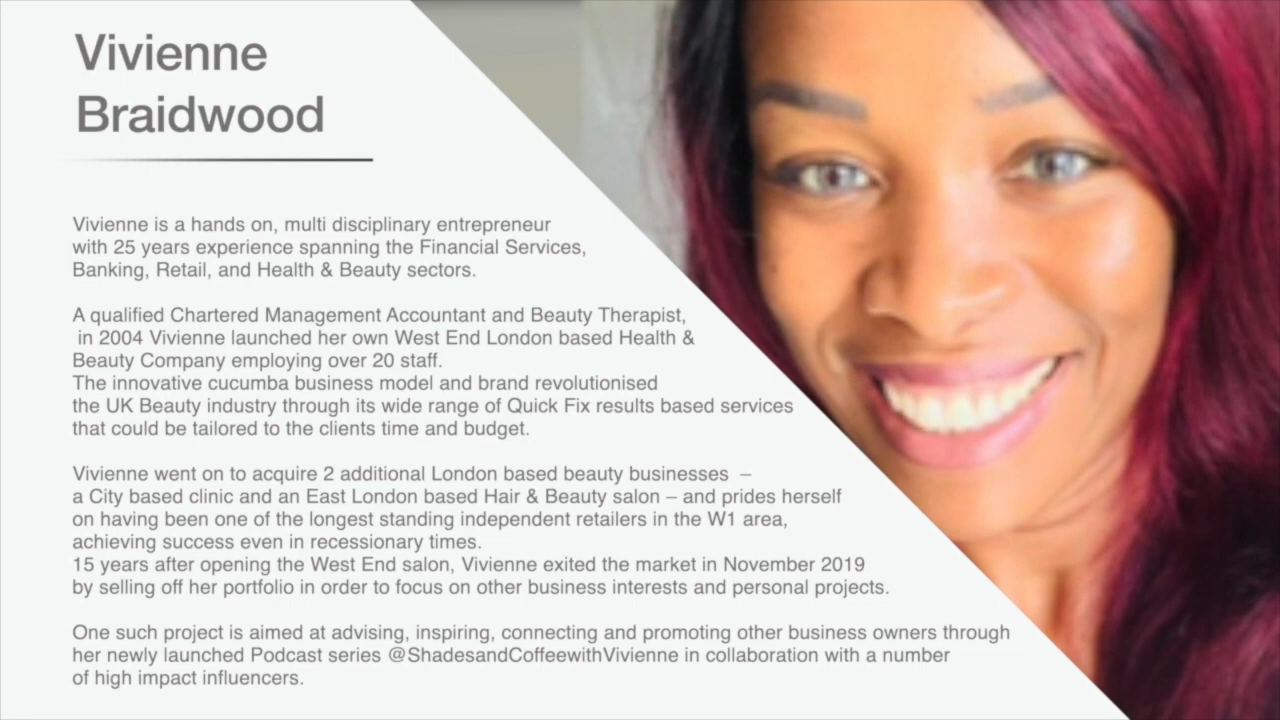 Vivienne
Braidwood
Vivienne is a hands on, multi disciplinary entrepreneur
with 25 years experience spanning the Financial Services,
Banking, Retail, and Health & Beauty sectors.
A qualified Chartered Management Accountant and Beauty Therapist,
in 2004 Vivienne launched her own West End London based Health &
Beauty Company employing over 20 staff.
The innovative cucumba business model and brand revolutionised
the UK Beauty industry through its wide range of Quick Fix results based services
that could be tailored to the clients time and budget.
Vivienne went on to acquire 2 additional London based beauty businesses –
a City based clinic and an East London based Hair & Beauty salon – and prides herself
on having been one of the longest standing independent retailers in the W1 area,
achieving success even in recessionary times.
15 years after opening the West End salon, Vivienne exited the market in November 2019
by selling off her portfolio in order to focus on other business interests and personal projects.
One such project is aimed at advising, inspiring, connecting and promoting other business owners through
her newly launched Podcast series @ShadesandCoffeewithVivienne in collaboration with a number
of high impact influencers.